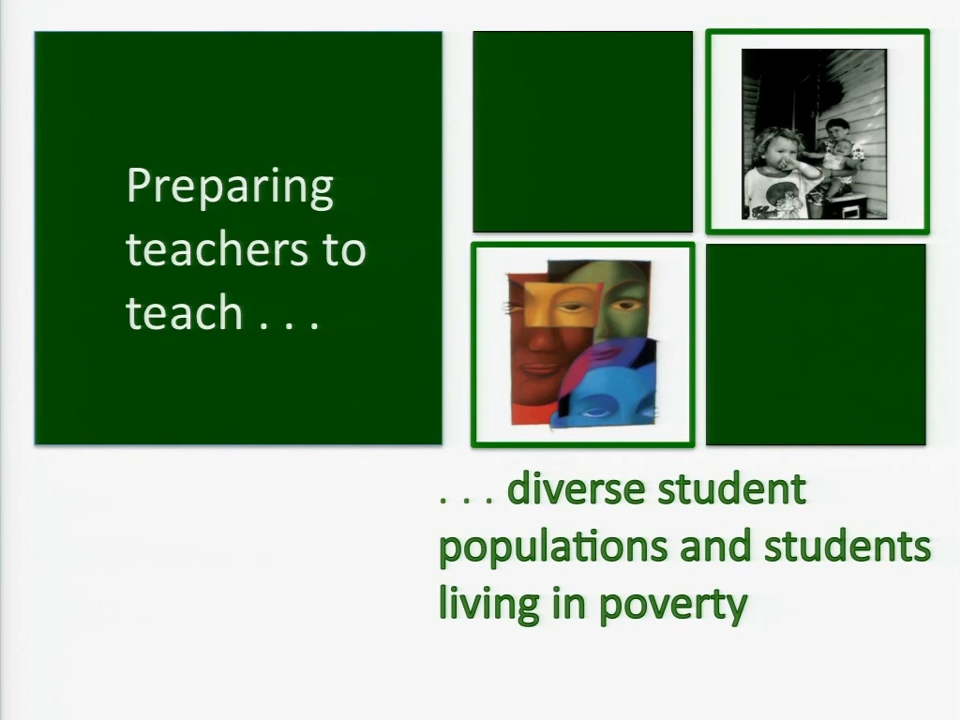 Preparing
teachers to
teach . . .
. . . diverse student
populations and students
living in poverty